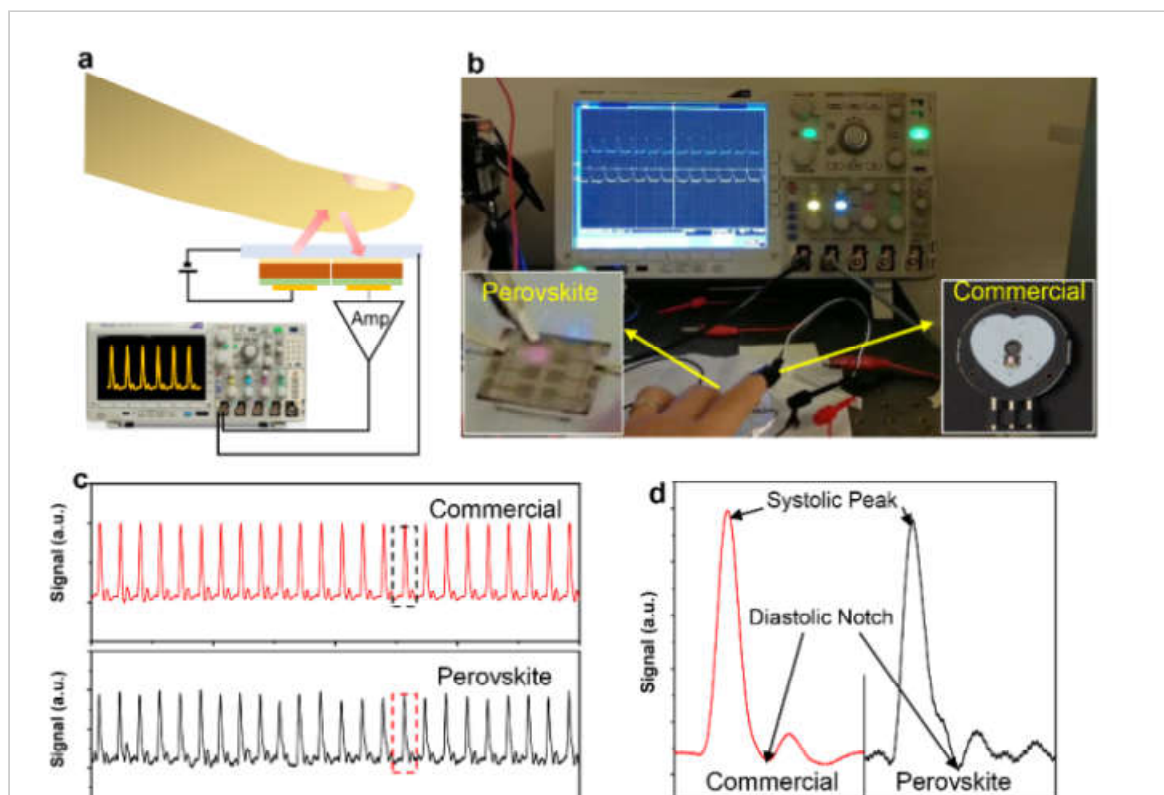 a
b
Amp
Perovskite
Commercial
c
Commercial
Signal (a.u.)
Perovskite
Signal (a.u.)
d
Systolic Peak
Diastolic Notch
Signal (a.u.)
Commercial
Perovskite